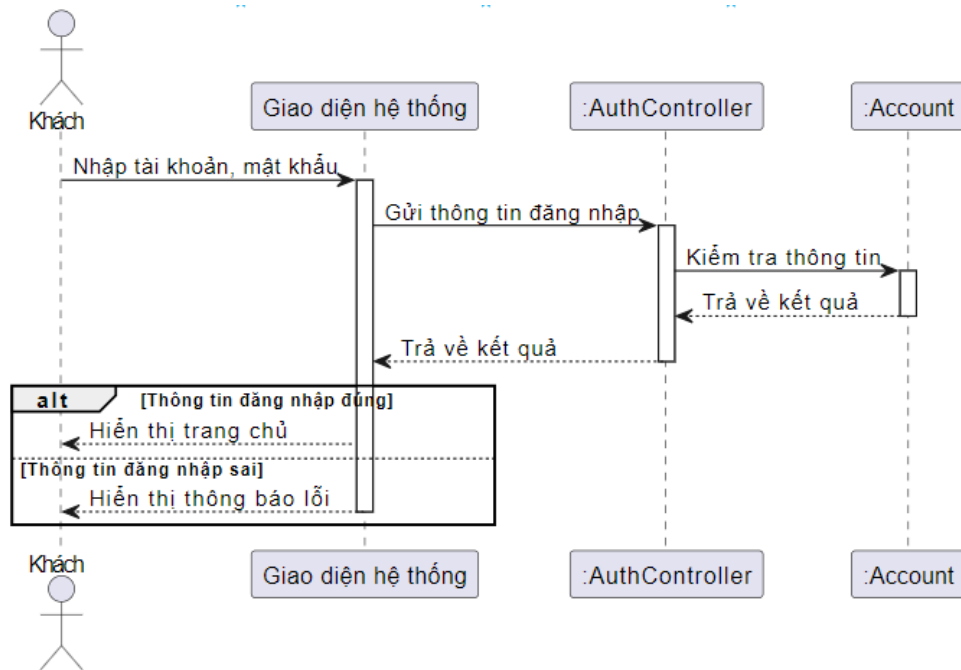 Khách
Giao diện hệ thống
:AuthController
:Account
Nhập tài khoản, mật khẩu
Gửi thông tin đăng nhập
Kiểm tra thông tin
Trả về kết quả
Trả về kết quả
alt
[Thông tin đăng nhập đúng]
Hiển thị trang chủ
[Thông tin đăng nhập sai]
Hiển thị thông báo lỗi
Khách
Giao diện hệ thống
:AuthController
:Account